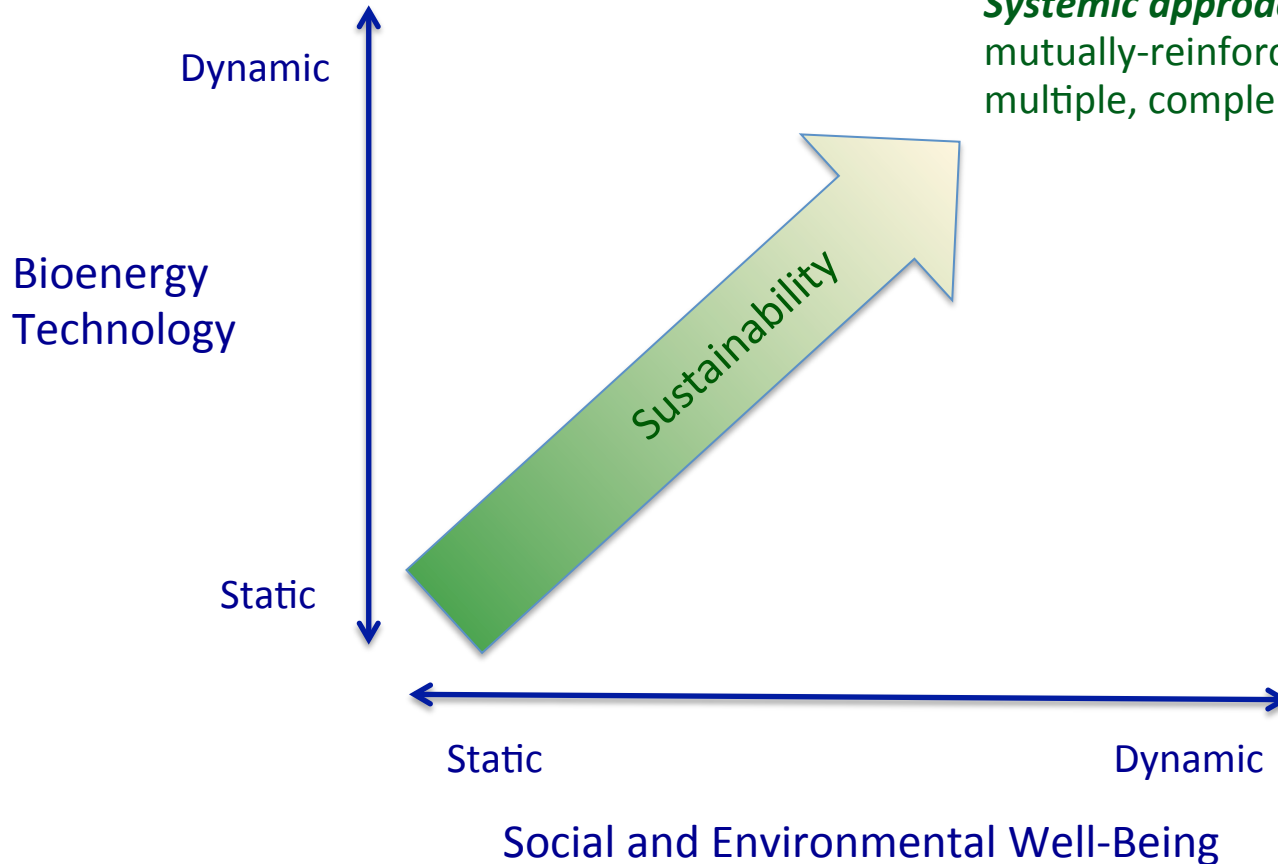 Systemic
mutually-reinforc
multiple, comple
Dynamic
Bioenergy
Technology
Sustainability
Static
Static Dynamic
Social and Environmental Well-Being